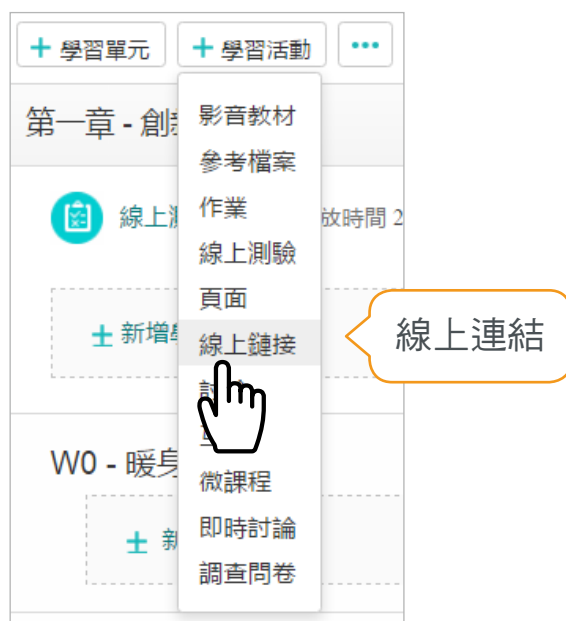 + 學習單元
+ 學習活動
•••
第一章 - 創
影音教材
參考檔案
作業
線上測驗
頁面
線上鏈接
微課程
即時討論
調查問卷
線上
放時間 2
新增
線上連結
W0 - 暖身